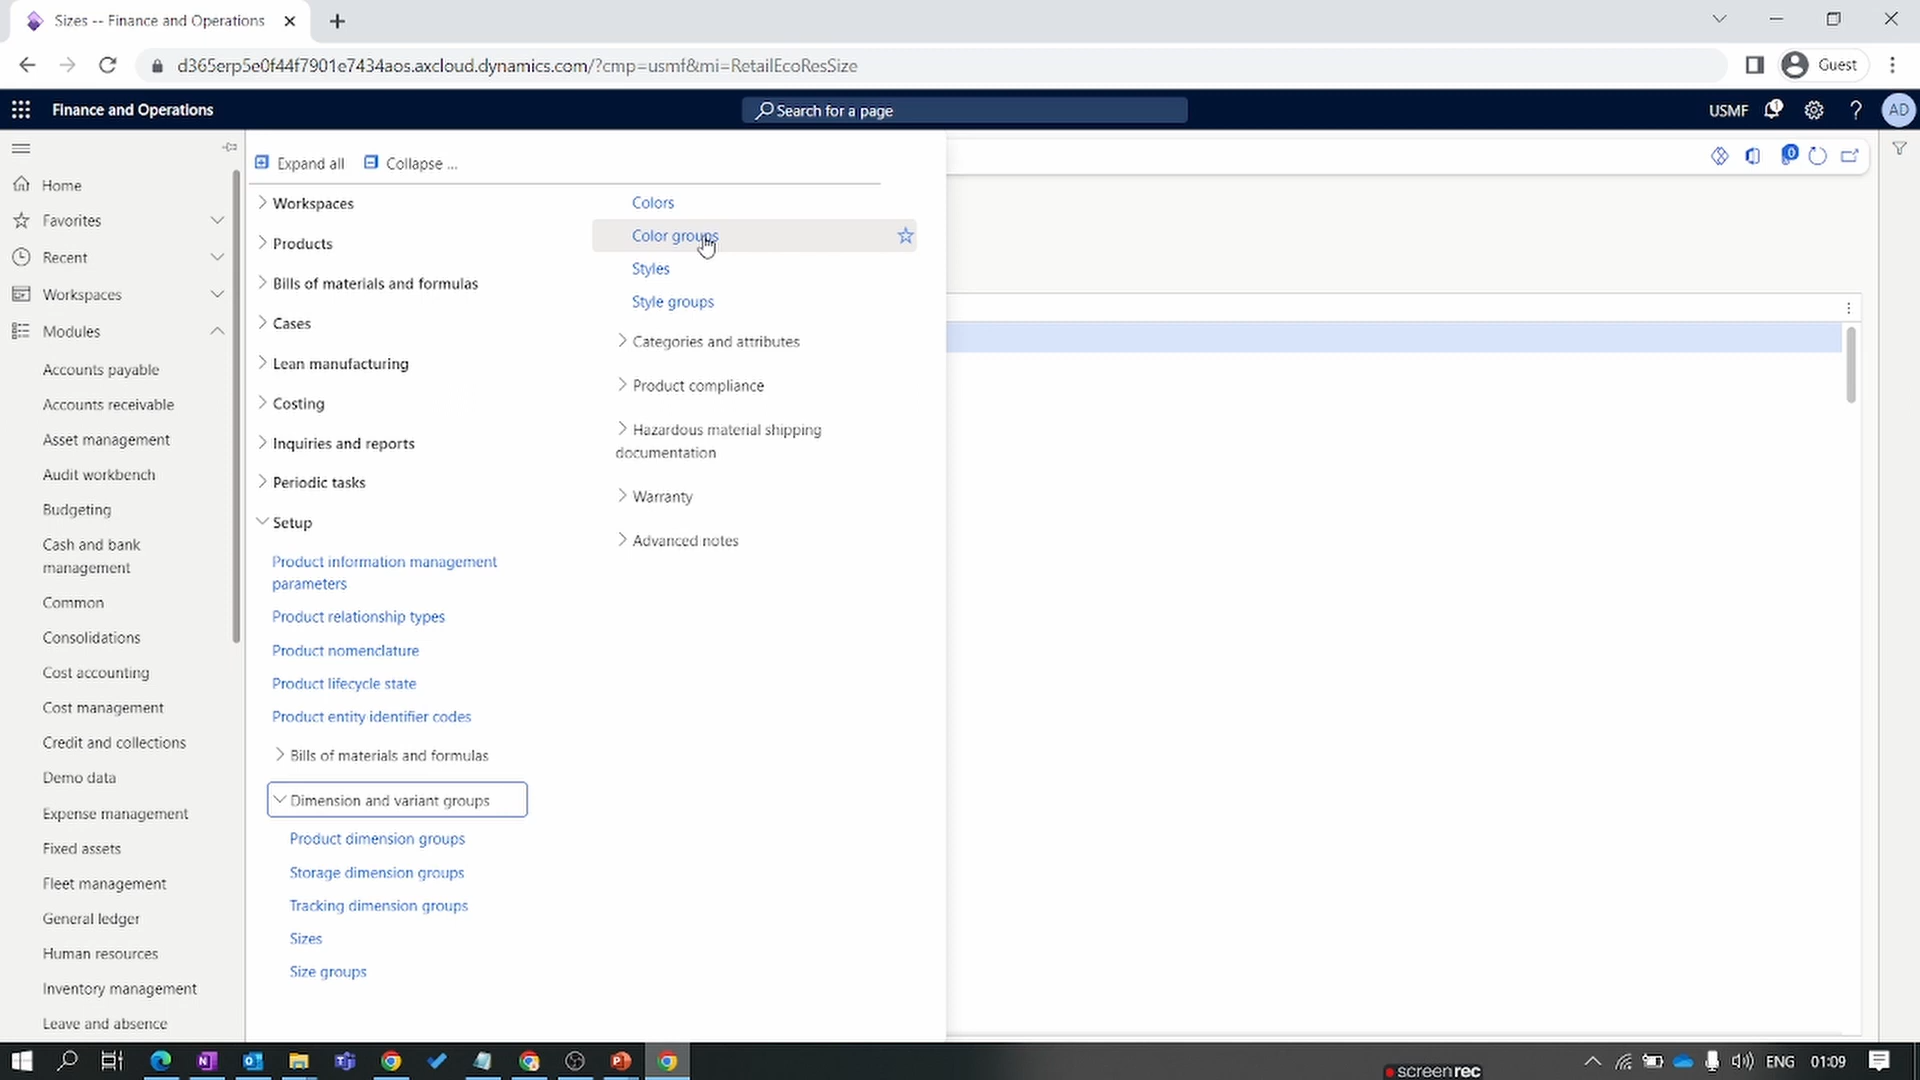 Sizes -- Finance and Operations
d365erp5e0f44f7901e7434aos.axcloud.dynamics.com/?cmp=usmf&mi=RetailEcoResSize
Guest
Finance and Operations
Search for a page
USMF
1
AD
Expand all
Collapse ...
0
Home
Favorites
Recent
Workspaces
Modules
Accounts payable
Accounts receivable
Asset management
Audit workbench
Budgeting
Cash and bank
management
Common
Consolidations
Cost accounting
Cost management
Credit and collections
Demo data
Expense management
Fixed assets
Fleet management
General ledger
Human resources
Inventory management
Leave and absence
Workspaces
Products
Bills of materials and formulas
Cases
Lean manufacturing
Costing
Inquiries and reports
Periodic tasks
Setup
Product information management
parameters
Product relationship types
Product nomenclature
Product lifecycle state
Product entity identifier codes
Bills of materials and formulas
Dimension and variant groups
Product dimension groups
Storage dimension groups
Tracking dimension groups
Sizes
Size groups
Colors
Color groups
Styles
Style groups
Categories and attributes
Product compliance
Hazardous material shipping
documentation
Warranty
Advanced notes
screenrec
ENG
01:09